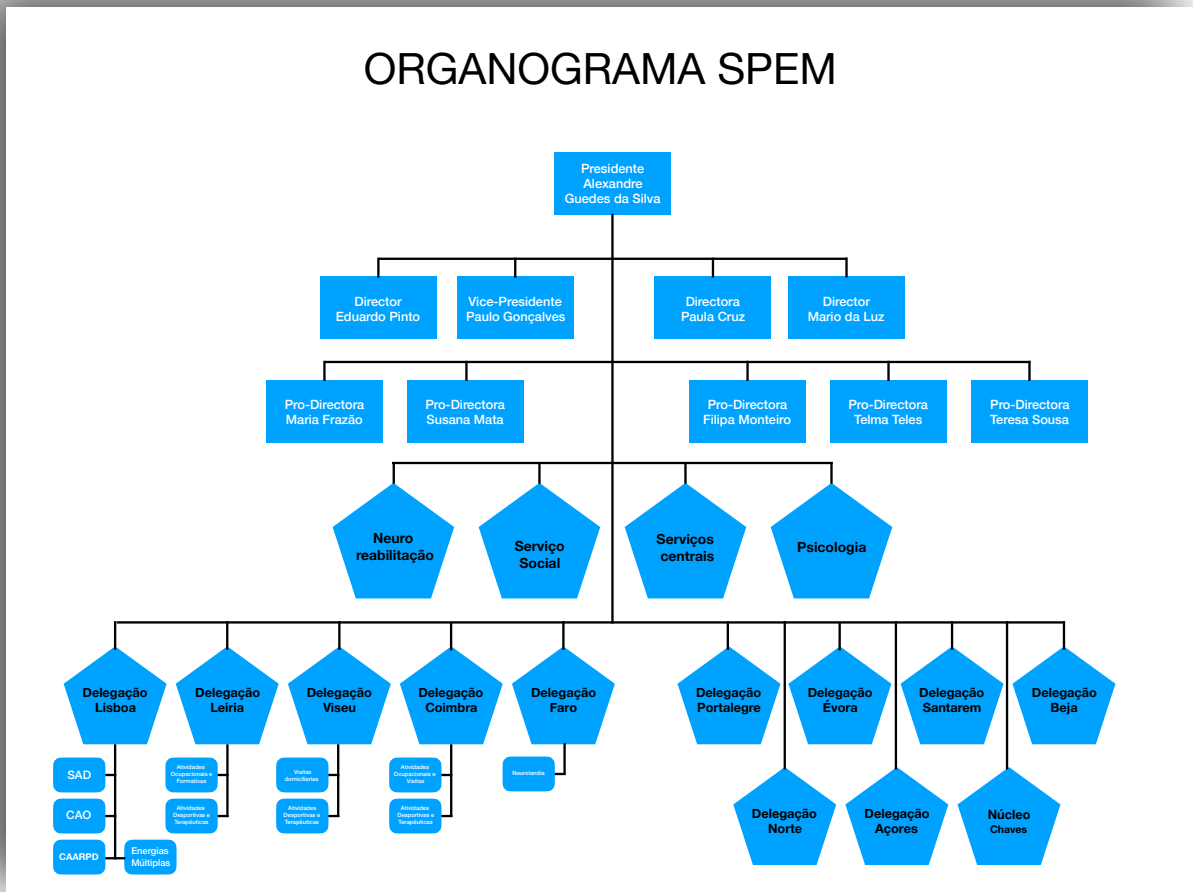 ORGANOGRAMA SPEM
Presidente
Alexandre
Guedes da Silva
Director
Eduardo Pinto
Vice-Presidente
Paulo Gonçalves
Directora
Paula Cruz
Director
Mario da Luz
Pro-Directora
Maria Frazão
Pro-Directora
Susana Mata
Pro-Directora
Filipa Monteiro
Pro-Directora
Telma Teles
Pro-Directora
Teresa Sousa
Neuro
reabilitação
Serviço
Social
Serviços
centrais
Psicologia
Delegação
Lisboa
Delegação
Leiria
Delegação
Viseu
Delegação
Coimbra
Delegação
Faro
Delegação
Portalegre
Delegação
Évora
Delegação
Santarem
Delegação
Beja
SAD
Atividades
Ocupacionais e
Formativas
Visitas
domiciliarias
Atividades
Ocupacionais e
Visitas
Neurolandia
CAO
Atividades
Desportivas e
Terapêuticas
Atividades
Desportivas e
Terapêuticas
Atividades
Desportivas e
Terapêuticas
Delegação
Norte
Delegação
Açores
Núcleo
Chaves
CAARPD
Energias
Múltiplas